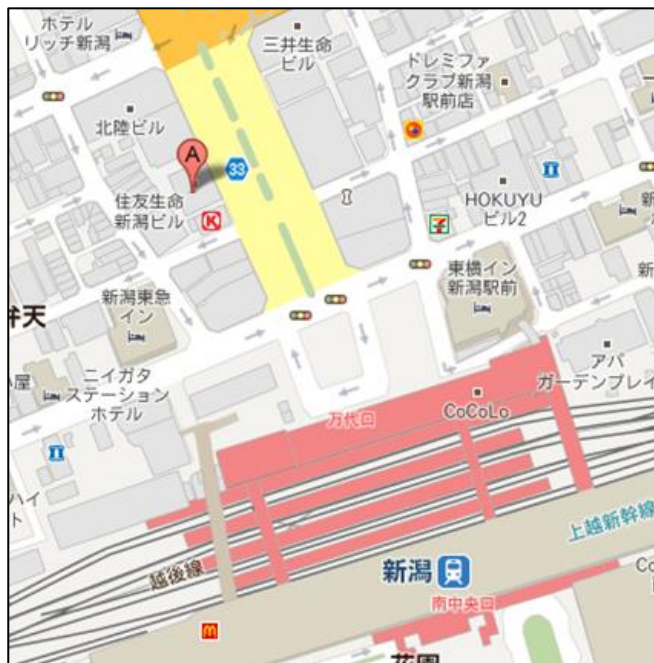 ホテル
リッチ新潟
三井生命
ビル
ドレミファ
クラブ新潟
駅前店
北陸ビル
A
33
住友生命
新潟ビル
K
HOKUYU
ビル2
7
新潟東急
イン
東横イン
新潟駅前
弁天
ニイガタ
ステーション
ホテル
アパ
ガーデンプレイ
CoCoLo
万代口
ハイ
上越新幹線
越後線
新潟
南中央口
花園